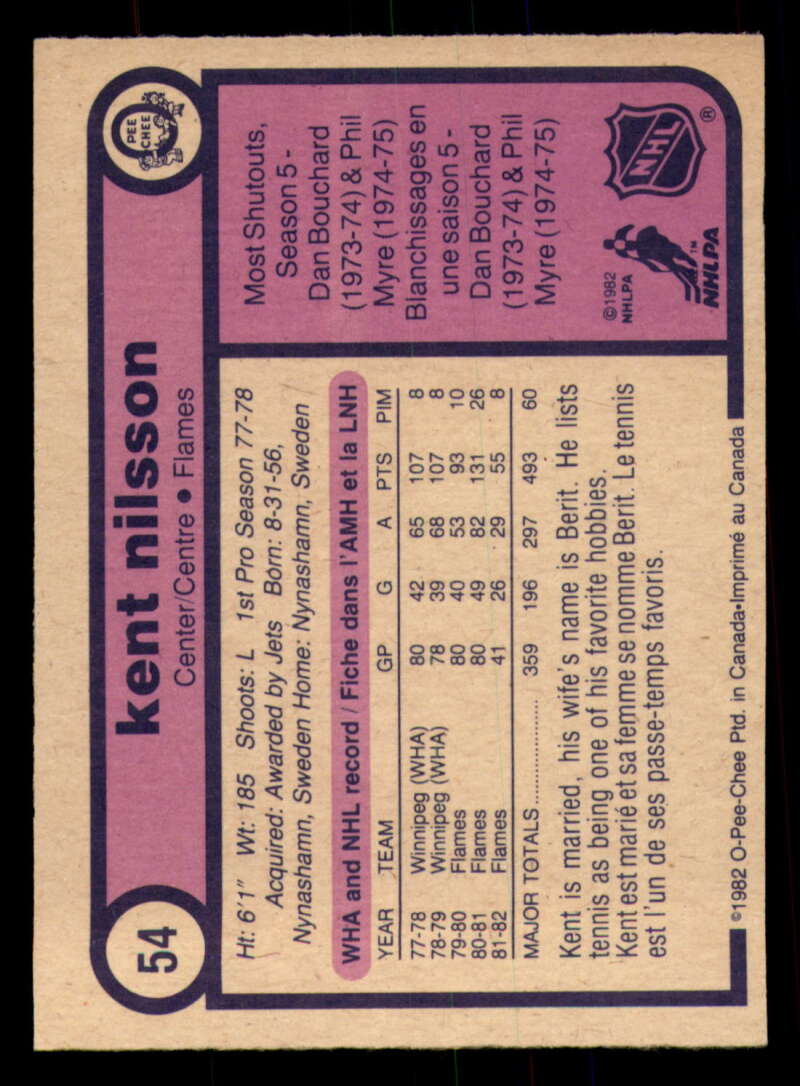 54
kent nilsson
Center/Centre • Flames
O
PEE
CHEE
Ht: 6'1" Wt: 185 Shoots: L 1st Pro Season 77-78
Acquired: Awarded by Jets Born: 8-31-56,
Nynashamn, Sweden Home: Nynashamn, Sweden
WHA and NHL record / Fiche dans l'AMH et la LNH
YEAR TEAM GP G A PTS PIM
77-78 Winnipeg (WHA) 80 42 65 107 8
78-79 Winnipeg (WHA) 78 39 68 107 8
79-80 Flames 80 40 53 93 10
80-81 Flames 80 49 82 131 26
81-82 Flames 41 26 29 55 8
MAJOR TOTALS .................. 359 196 297 493 60
Kent is married, his wife's name is Berit. He lists
tennis as being one of his favorite hobbies.
Kent est marié et sa femme se nomme Berit. Le tennis
est l'un de ses passe-temps favoris.
Most Shutouts,
Season 5 -
Dan Bouchard
(1973-74) & Phil
Myre (1974-75)
Blanchissages en
une saison 5 -
Dan Bouchard
(1973-74) & Phil
Myre (1974-75)
©1982
NHLPA
TM
NHLPA
NHL
®
©1982 O-Pee-Chee Ptd. in Canada•Imprimé au Canada